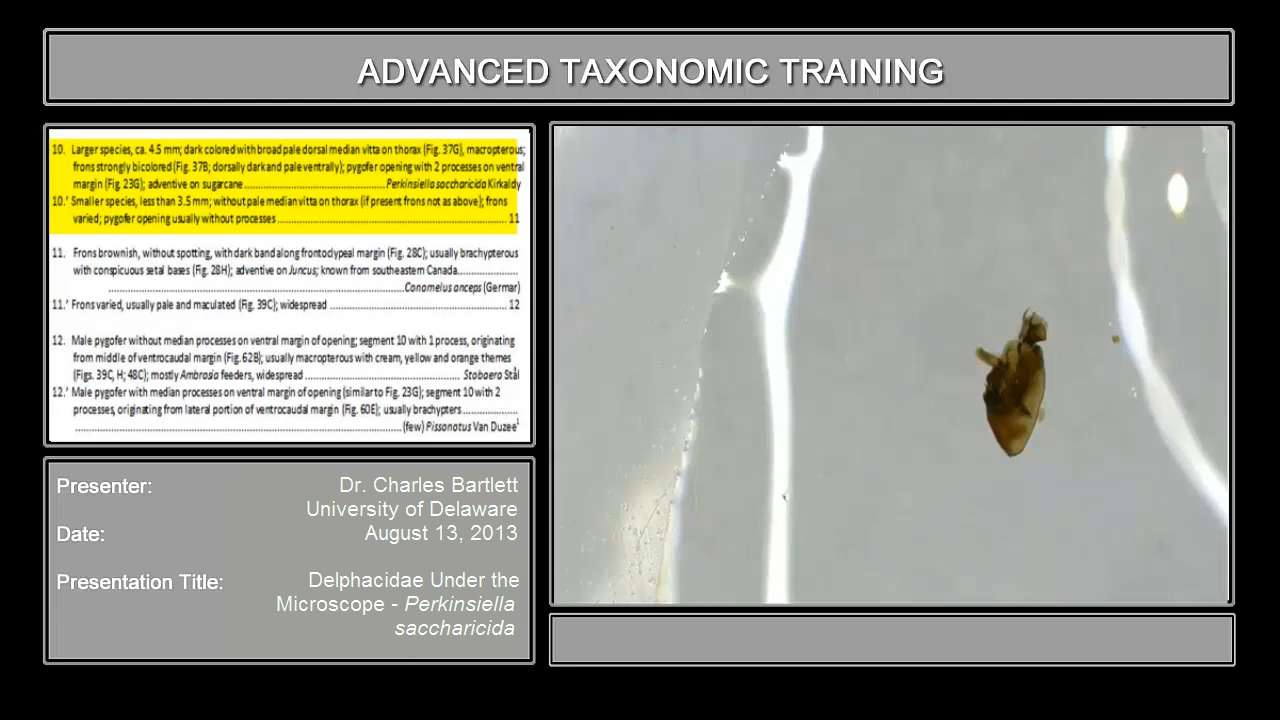 ADVANCED TAXONOMIC TRAINING
10. Larger species, ca. 4.5 mm; dark colored with broad pale dorsal median vitta on thorax (Fig. 37G), macropterous;
frons strongly bicolored (Fig. 37B; dorsally dark and pale ventrally); pygofer opening with 2 processes on ventral
margin (Fig. 23G); adventive on sugarcane ............................................... Perkinsiella saccharicida Kirkaldy
10.' Smaller species, less than 3.5 mm; without pale median vitta on thorax (if present frons not as above); frons
varied; pygofer opening usually without processes ............................................................................... 11
11. Frons brownish, without spotting, with dark band along frontoclypeal margin (Fig. 28C); usually brachypterous
with conspicuous setal bases (Fig. 28H); adventive on Juncus; known from southeastern Canada....................
..................................................................................................... Conomelus anceps (Germar)
11.' Frons varied, usually pale and maculated (Fig. 39C); widespread ............................................................ 12
12. Male pygofer without median processes on ventral margin of opening; segment 10 with 1 process, originating
from middle of ventrocaudal margin (Fig. 62B); usually macropterous with cream, yellow and orange themes
(Figs. 39C, H; 48C); mostly Ambrosia feeders, widespread ..................................................... Stobaera Stål
12.' Male pygofer with median processes on ventral margin of opening (similar to Fig. 23G); segment 10 with 2
processes, originating from lateral portion of ventrocaudal margin (Fig. 60E); usually brachypters ..................
........................................................................................................... (few) Pissonotus Van Duzee¹
Presenter: Dr. Charles Bartlett
University of Delaware
Date: August 13, 2013
Presentation Title: Delphacidae Under the
Microscope - Perkinsiella
saccharicida